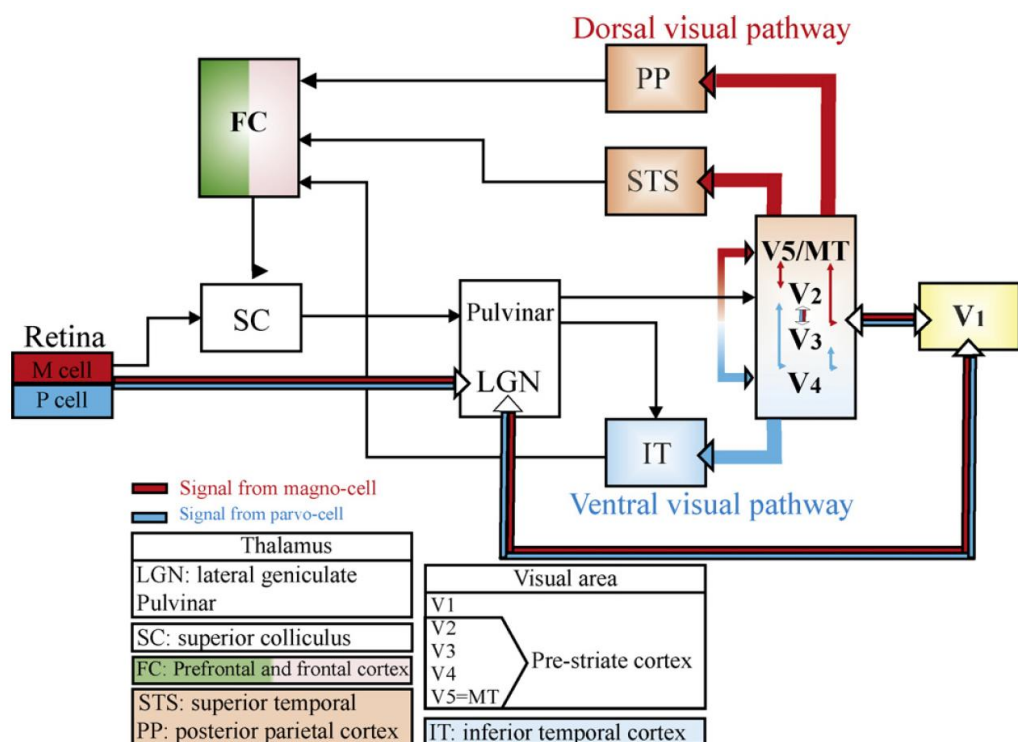 Dorsal visual pathway
FC
PP
STS
V5/MT
V2
V3
V4
V1
SC
Pulvinar
LGN
Retina
M cell
P cell
IT
Ventral visual pathway
Signal from magno-cell
Signal from parvo-cell
Thalamus
LGN: lateral geniculate
Pulvinar
SC: superior colliculus
FC: Prefrontal and frontal cortex
STS: superior temporal
PP: posterior parietal cortex
Visual area
V1
V2
V3
V4
V5=MT
Pre-striate cortex
IT: inferior temporal cortex